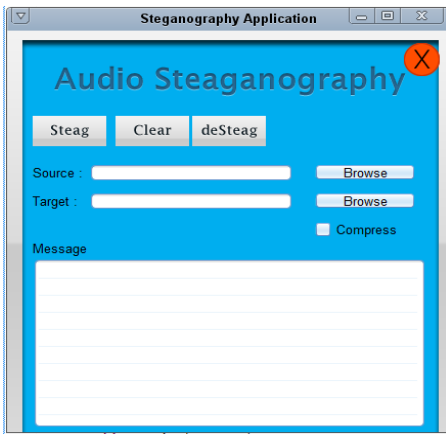 Steganography Application
X
Audio Steaganography
Steag Clear deSteag
Source : Browse
Target : Browse
Compress
Message